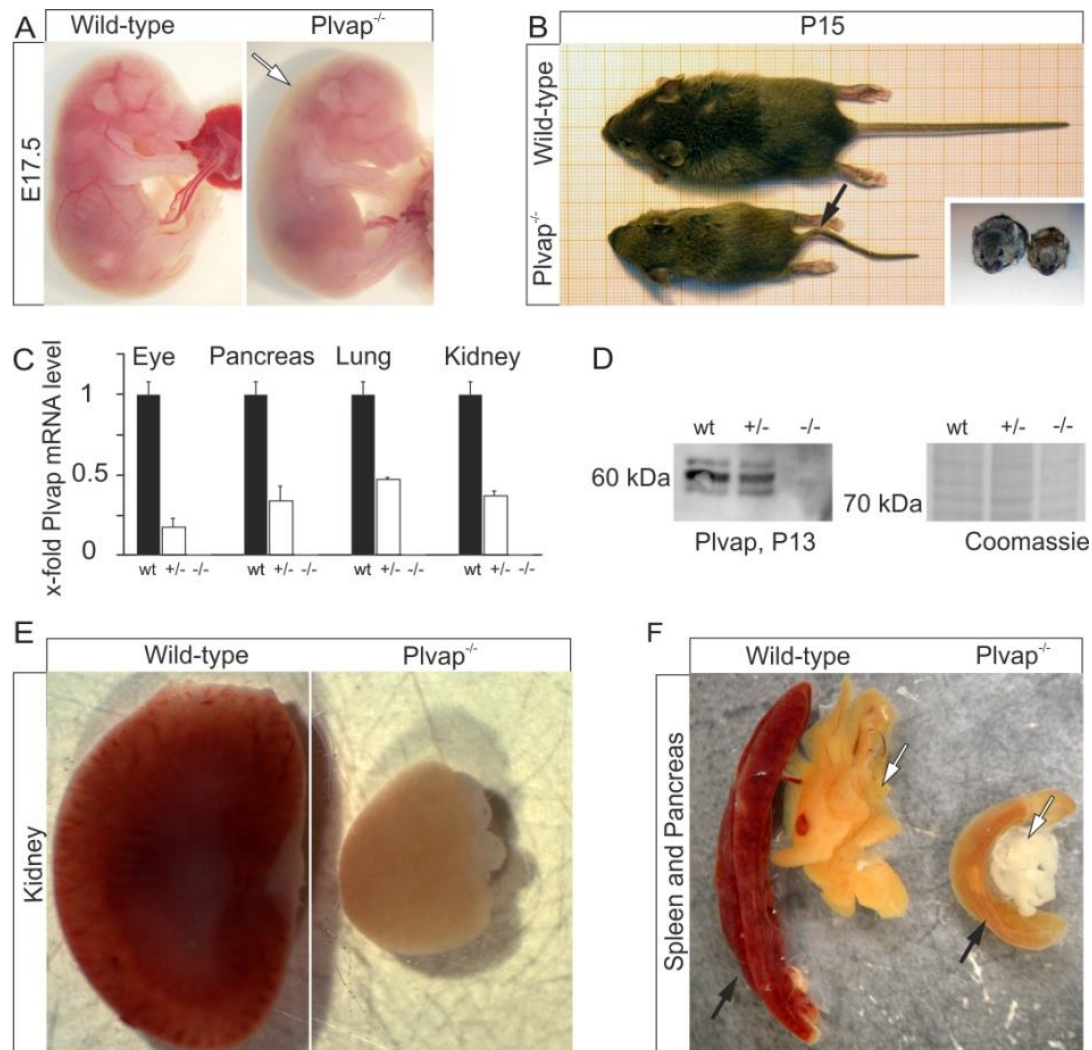 A
Wild-type
Plvap-/-
E17.5
B
P15
Wild-type
Plvap-/-
C
x-fold Plvap mRNA level
Eye Pancreas Lung Kidney
1
0.5
0
wt +/- -/- wt +/- -/- wt +/- -/- wt +/- -/-
D
wt +/- -/- wt +/- -/-
60 kDa
70 kDa
Plvap, P13 Coomassie
E
Wild-type Plvap-/-
Kidney
F
Wild-type Plvap-/-
Spleen and Pancreas